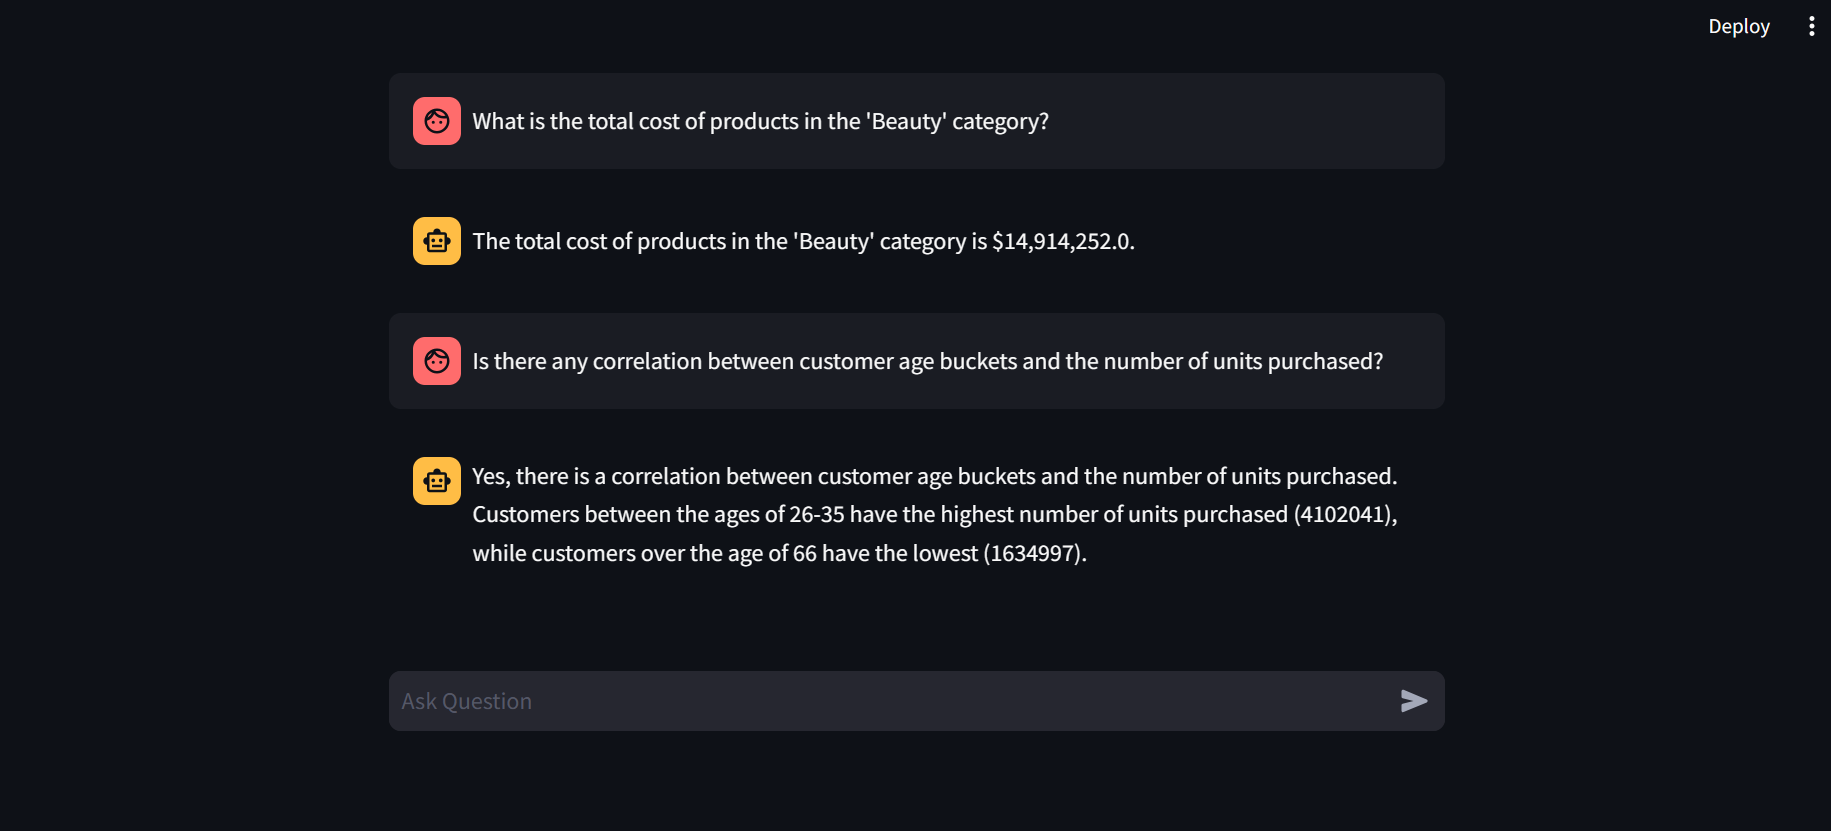 Deploy
What is the total cost of products in the 'Beauty' category?
The total cost of products in the 'Beauty' category is $14,914,252.0.
Is there any correlation between customer age buckets and the number of units purchased?
Yes, there is a correlation between customer age buckets and the number of units purchased.
Customers between the ages of 26-35 have the highest number of units purchased (4102041),
while customers over the age of 66 have the lowest (1634997).
Ask Question